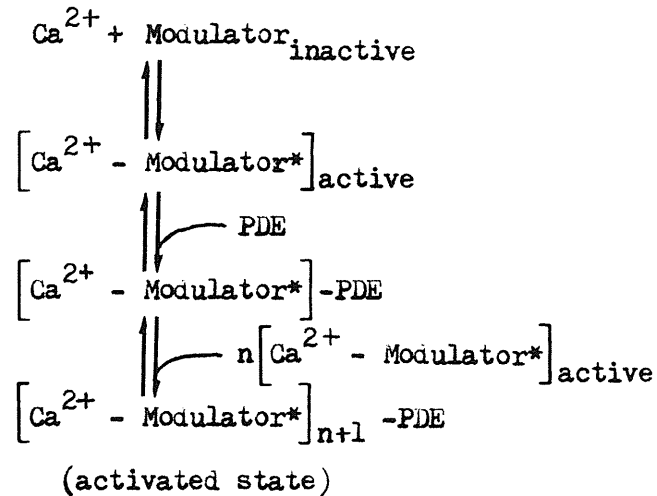 Ca2+ + Modulatorinactive
[Ca2+ - Modulator*]active
PDE
[Ca2+ - Modulator*]-PDE
n[Ca2+ - Modulator*]active
[Ca2+ - Modulator*]n+1 -PDE
(activated state)